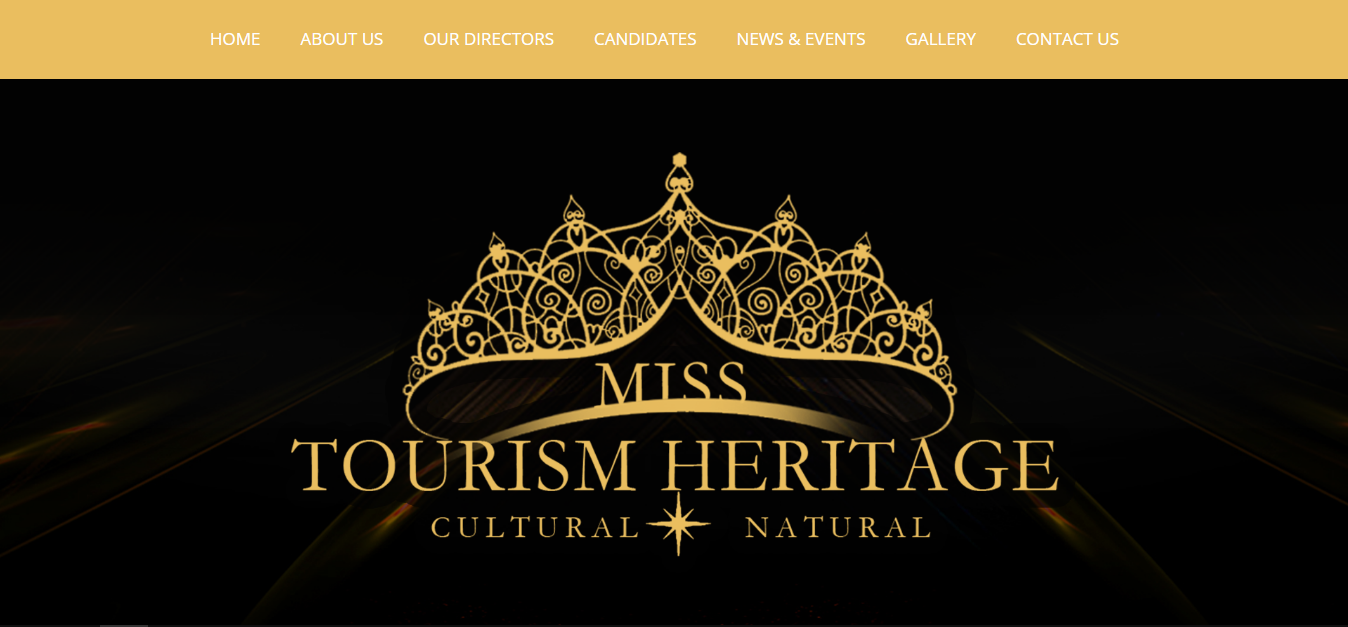 HOME ABOUT US OUR DIRECTORS CANDIDATES NEWS & EVENTS GALLERY CONTACT US
MISS
TOURISM HERITAGE
CULTURAL NATURAL